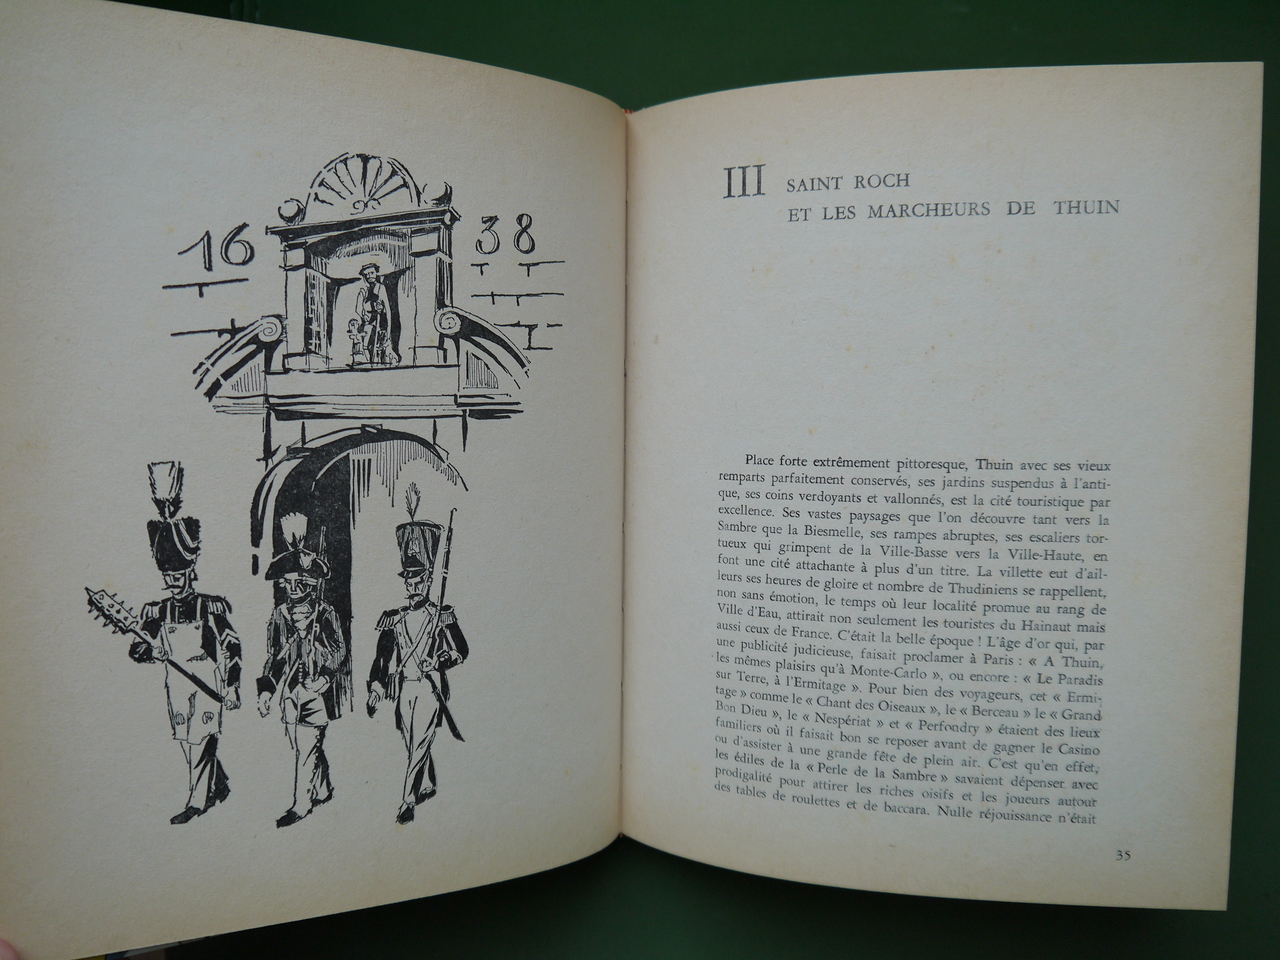 16 38
III SAINT ROCH
ET LES MARCHEURS DE THUIN
Place forte extrêmement pittoresque, Thuin avec ses vieux
remparts parfaitement conservés, ses jardins suspendus à l'anti-
que, ses coins verdoyants et vallonnés, est la cité touristique par
excellence. Ses vastes paysages que l'on découvre tant vers la
Sambre que la Biesmelle, ses rampes abruptes, ses escaliers tor-
tueux qui grimpent de la Ville-Basse vers la Ville-Haute, en
font une cité attachante à plus d'un titre. La villette eut d'ail-
leurs ses heures de gloire et nombre de Thudiniens se rappellent,
non sans émotion, le temps où leur localité promue au rang de
Ville d'Eau, attirait non seulement les touristes du Hainaut mais
aussi ceux de France. C'était la belle époque ! L'âge d'or qui, par
une publicité judicieuse, faisait proclamer à Paris : « A Thuin,
les mêmes plaisirs qu'à Monte-Carlo », ou encore : « Le Paradis
sur Terre, à l'Ermitage ». Pour bien des voyageurs, cet « Ermi-
tage » comme le « Chant des Oiseaux », le « Berceau » le « Grand
Bon Dieu », le « Nespériat » et « Perfondry » étaient des lieux
familiers où il faisait bon se reposer avant de gagner le Casino
ou d'assister à une grande fête de plein air. C'est qu'en effet,
les édiles de la « Perle de la Sambre » savaient dépenser avec
prodigalité pour attirer les riches oisifs et les joueurs autour
des tables de roulettes et de baccara. Nulle réjouissance n'était
35